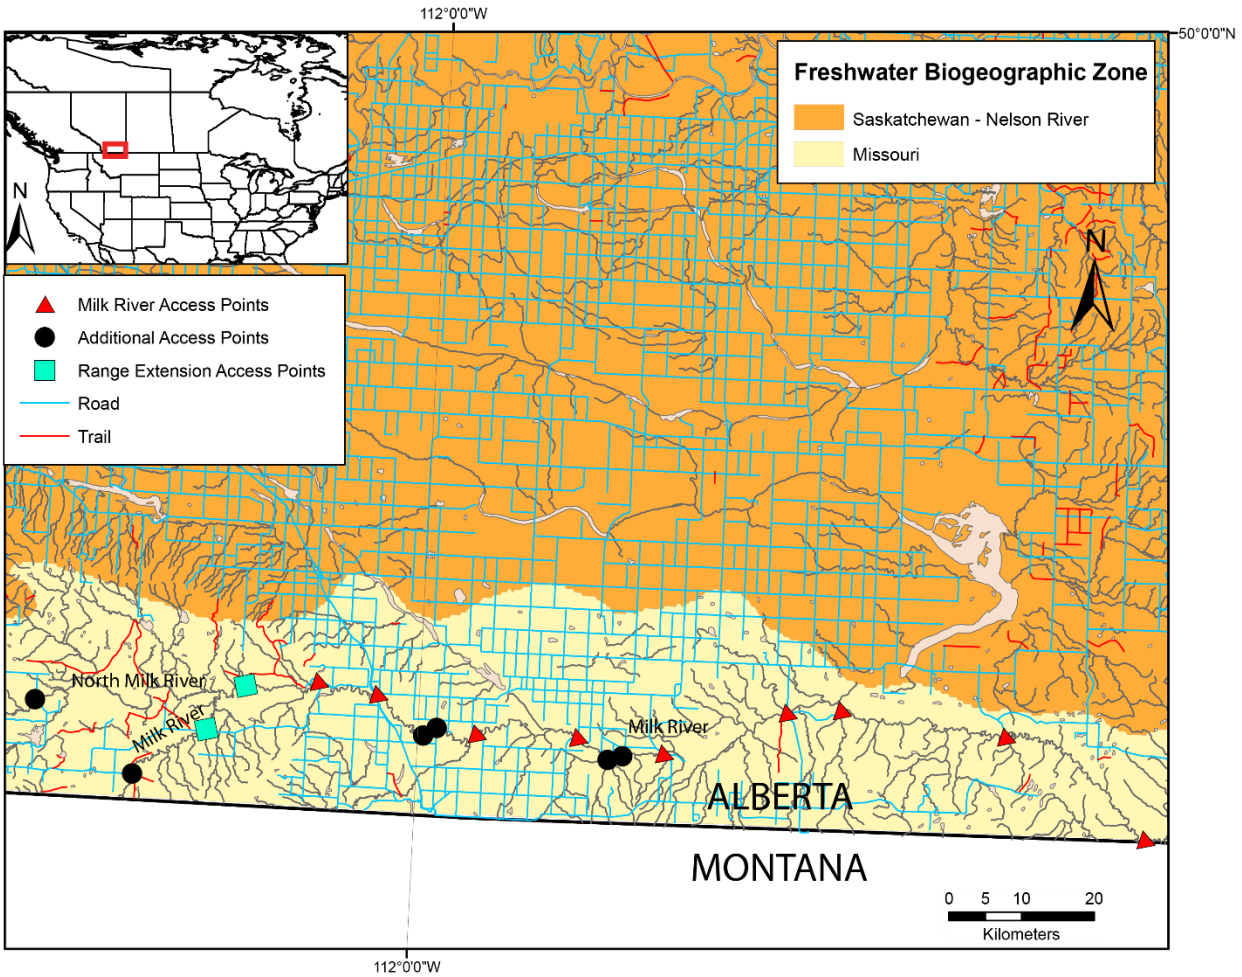 112°0'0"W
50°0'0"N
Freshwater Biogeographic Zone
Saskatchewan - Nelson River
Missouri
N
N
Milk River Access Points
Additional Access Points
Range Extension Access Points
Road
Trail
North Milk River
Milk River
Milk River
ALBERTA
MONTANA
0 5 10 20
Kilometers
112°0'0"W